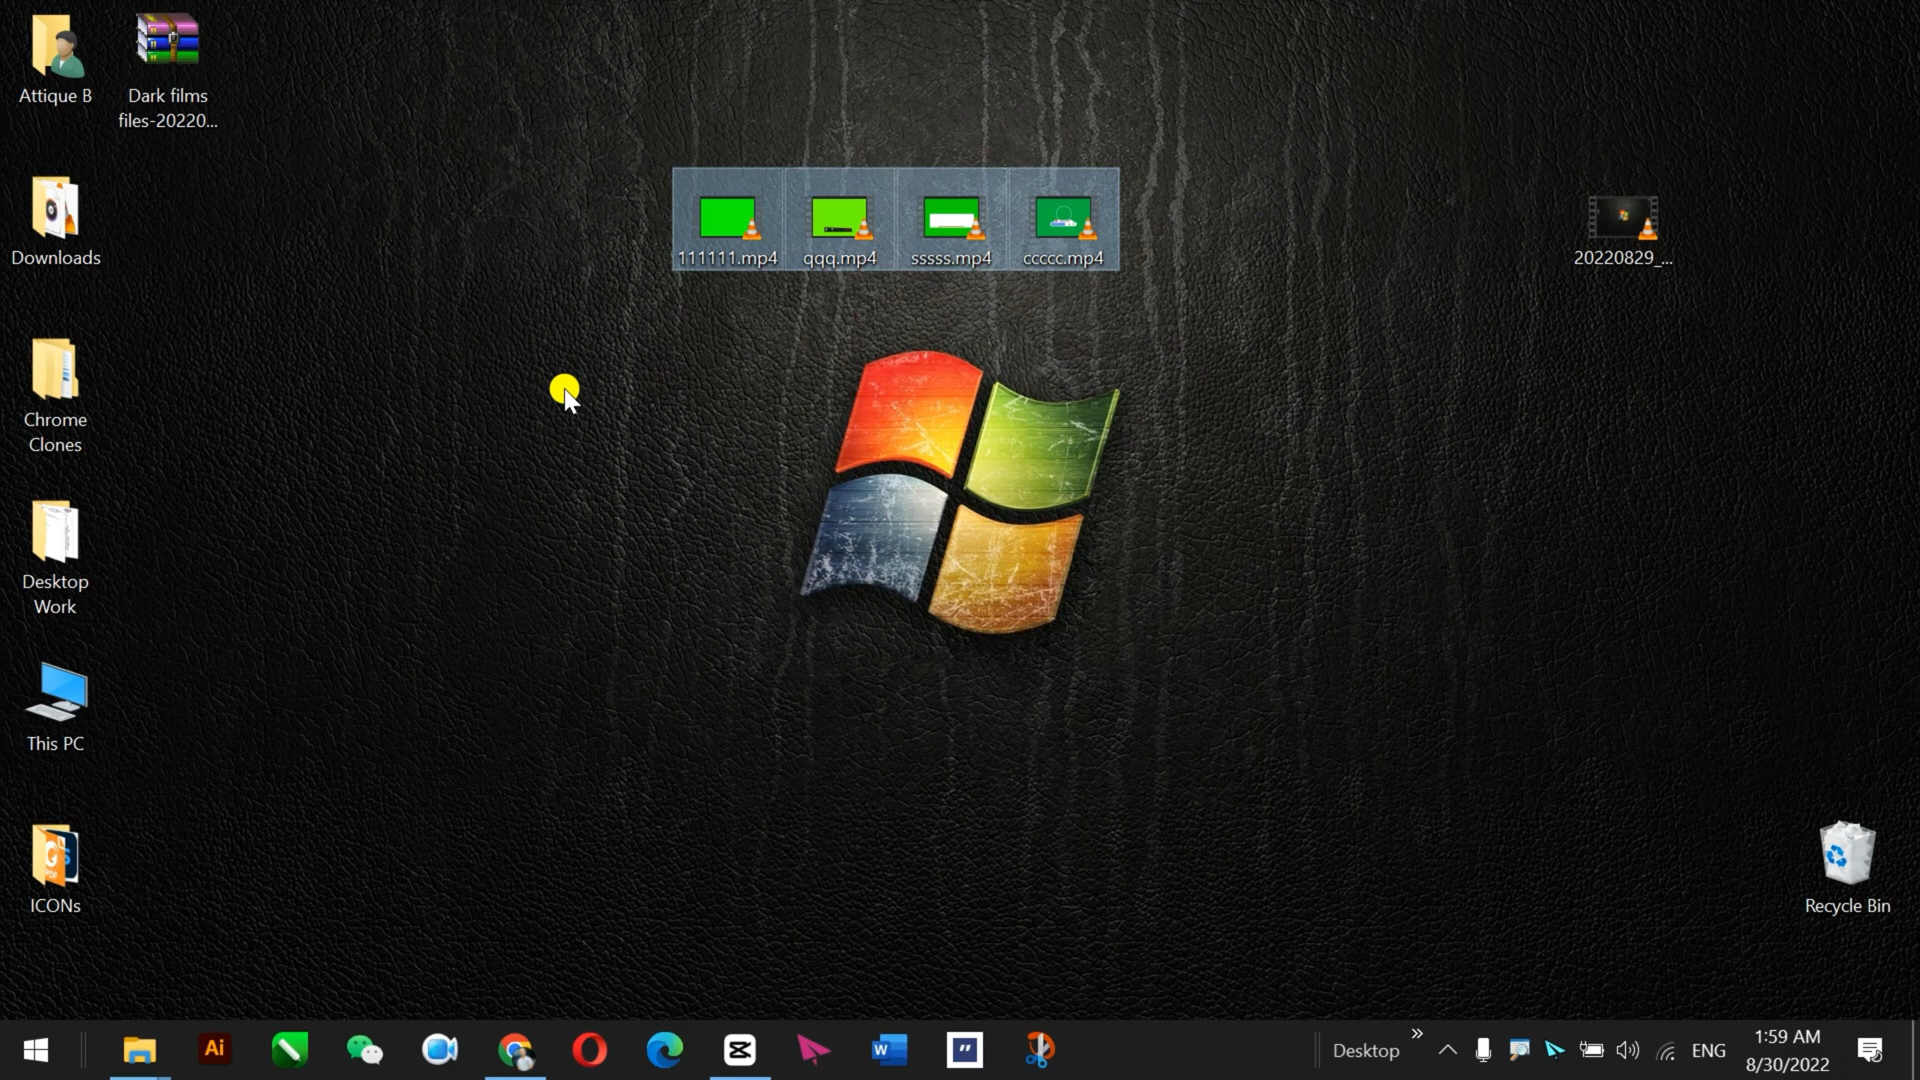 Attique B
Dark films
files-20220...
Downloads
Chrome
Clones
Desktop
Work
This PC
ICONs
111111.mp4
qqq.mp4
sssss.mp4
ccccc.mp4
20220829_...
Recycle Bin
Ai
W
Desktop
ENG
1:59 AM
8/30/2022